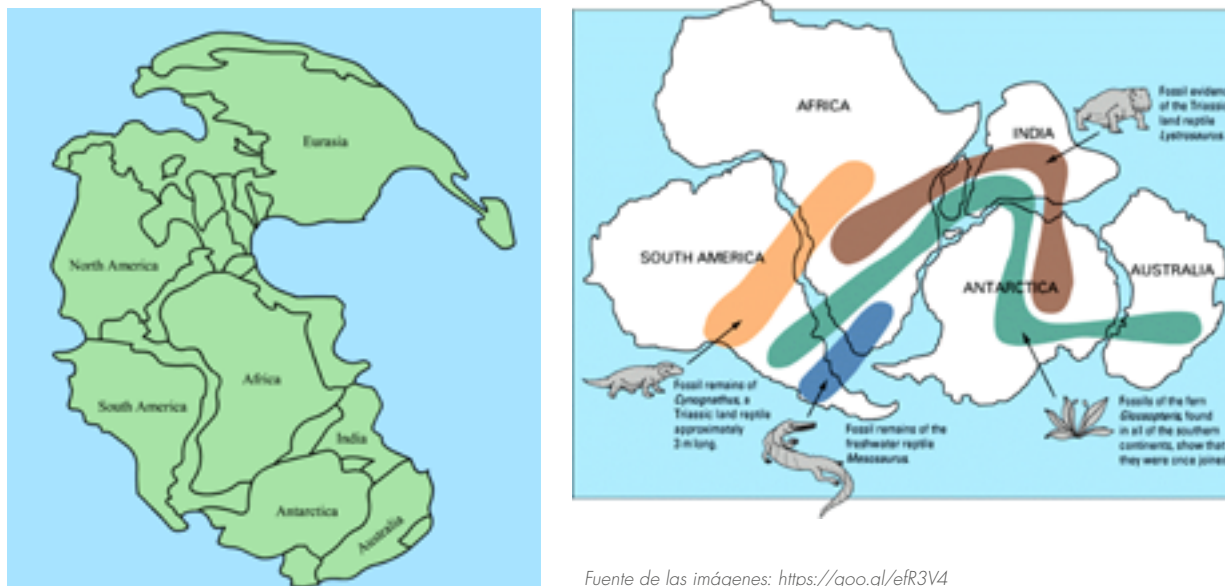 Eurasia
North America
Africa
South America
India
Antarctica
Australia
AFRICA
INDIA
Fossil evidence
of the Triassic
land reptile
Lystrosaurus
SOUTH AMERICA
ANTARCTICA
AUSTRALIA
Fossil remains of
Cynognathus, a
Triassic land reptile
approximately
3 m long.
Fossil remains of the
freshwater reptile
Mesosaurus.
Fossils of the fern
Glossopteris, found
in all of the southern
continents, show that
they were once joined
Fuente de las imágenes: https://goo.gl/efR3V4